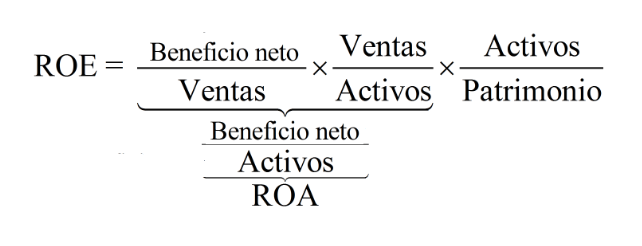 ROE = Beneficio neto / Ventas × Ventas / Activos × Activos / Patrimonio
Beneficio neto
Activos
ROA